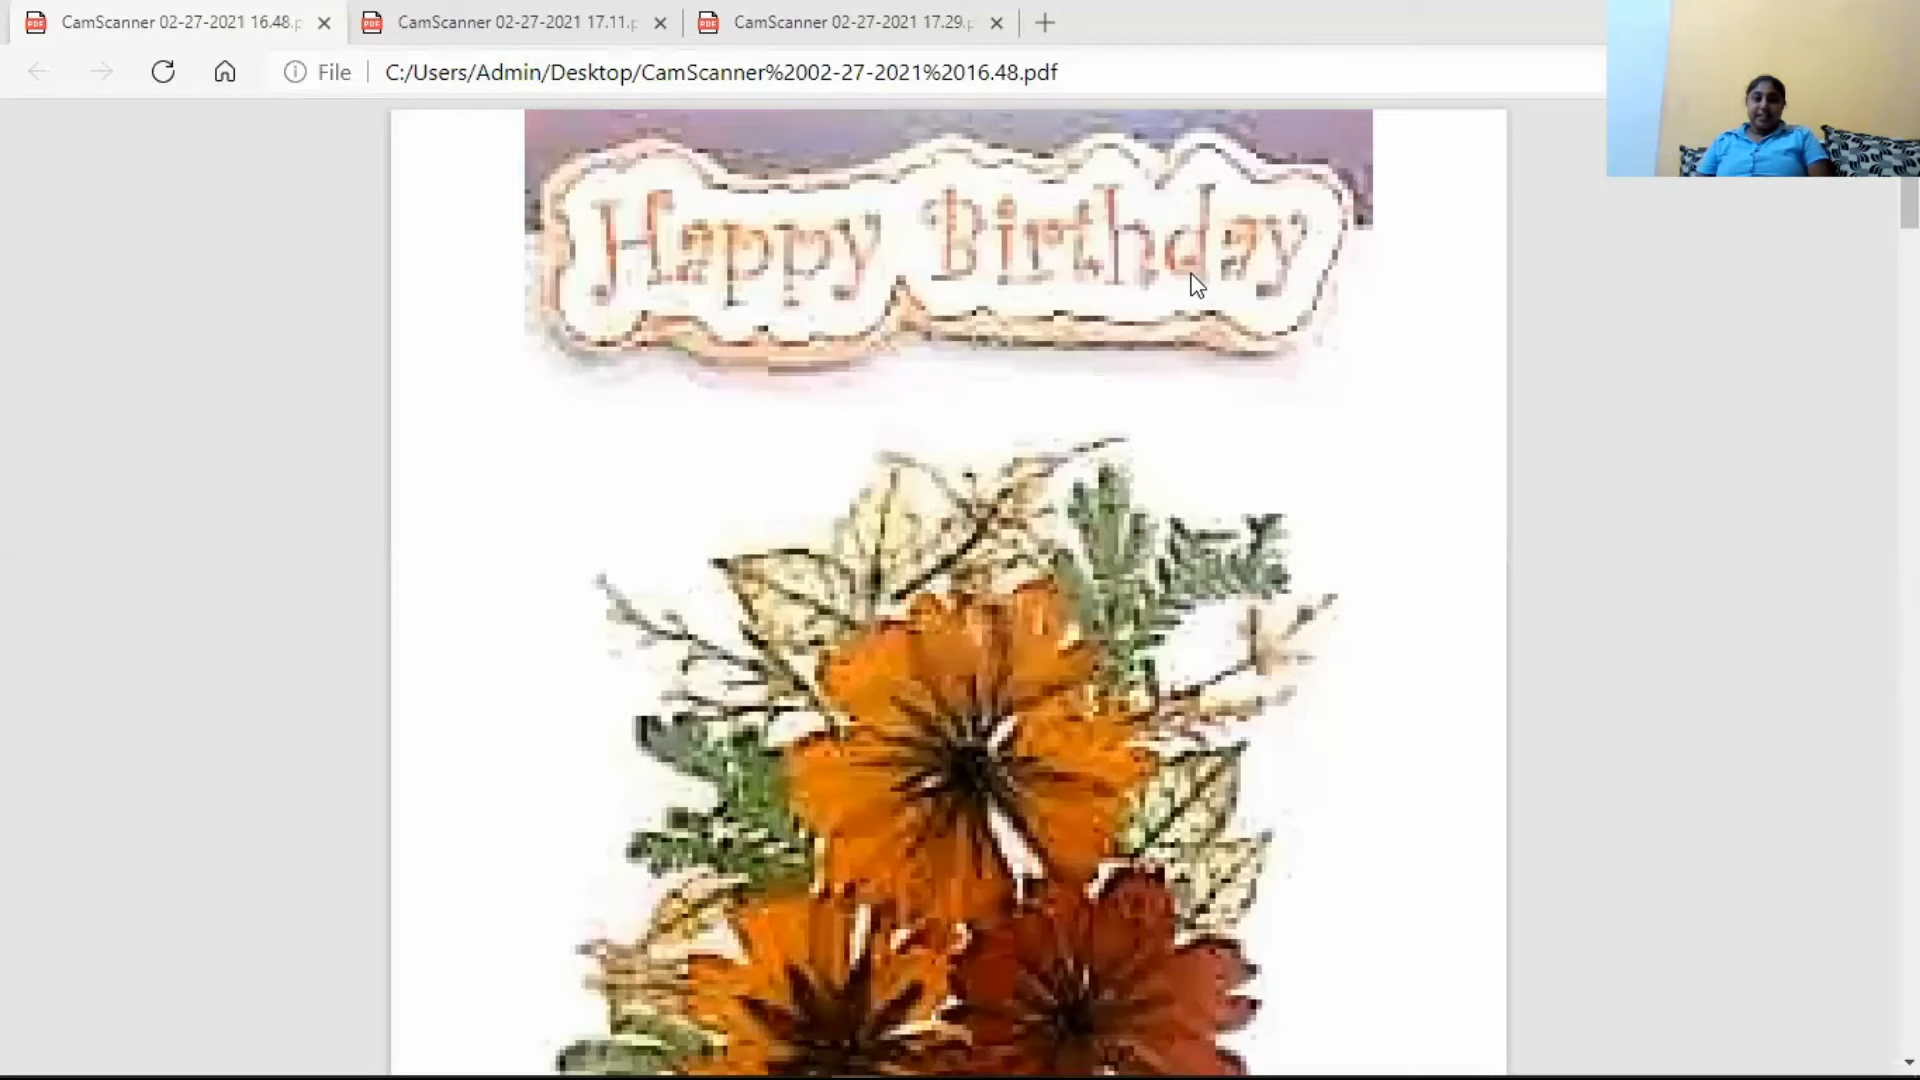 CamScanner 02-27-2021 16.48.p
CamScanner 02-27-2021 17.11.p
CamScanner 02-27-2021 17.29.p
File
C:/Users/Admin/Desktop/CamScanner%2002-27-2021%2016.48.pdf
Happy Birthday